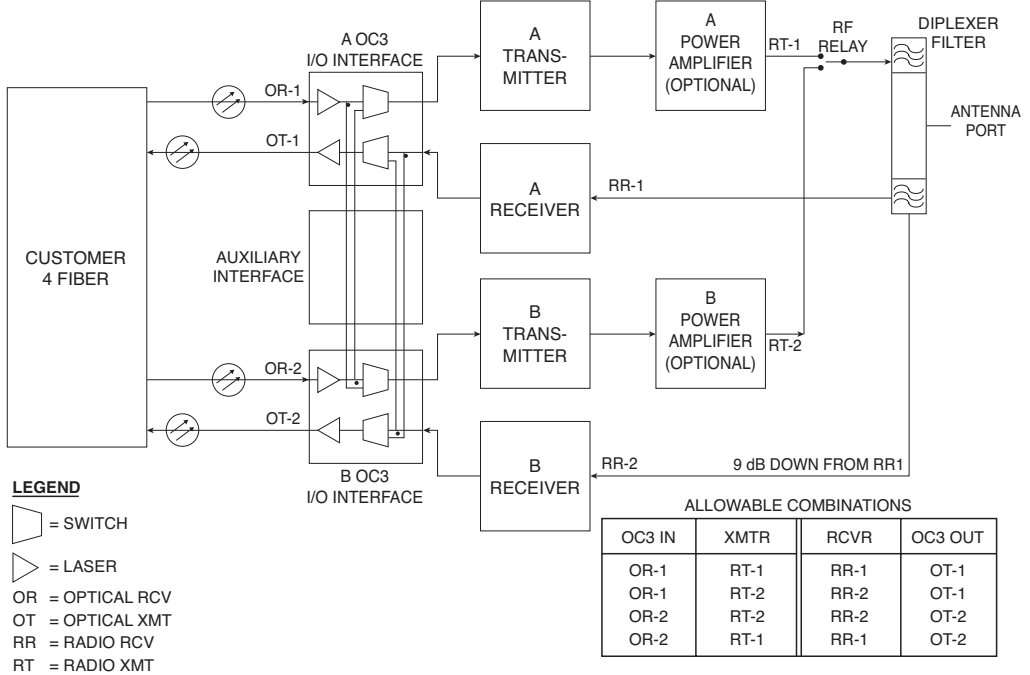 A OC3
I/O INTERFACE
A
TRANS-
MITTER
A
POWER
AMPLIFIER
(OPTIONAL)
RT-1
RF
RELAY
DIPLEXER
FILTER
ANTENNA
PORT
OR-1
OT-1
A
RECEIVER
RR-1
CUSTOMER
4 FIBER
AUXILIARY
INTERFACE
B
TRANS-
MITTER
B
POWER
AMPLIFIER
(OPTIONAL)
RT-2
OR-2
OT-2
B OC3
I/O INTERFACE
B
RECEIVER
RR-2
9 dB DOWN FROM RR1
LEGEND
= SWITCH
= LASER
OR = OPTICAL RCV
OT = OPTICAL XMT
RR = RADIO RCV
RT = RADIO XMT
ALLOWABLE COMBINATIONS
OC3 IN XMTR RCVR OC3 OUT
OR-1 RT-1 RR-1 OT-1
OR-1 RT-2 RR-2 OT-1
OR-2 RT-2 RR-2 OT-2
OR-2 RT-1 RR-1 OT-2